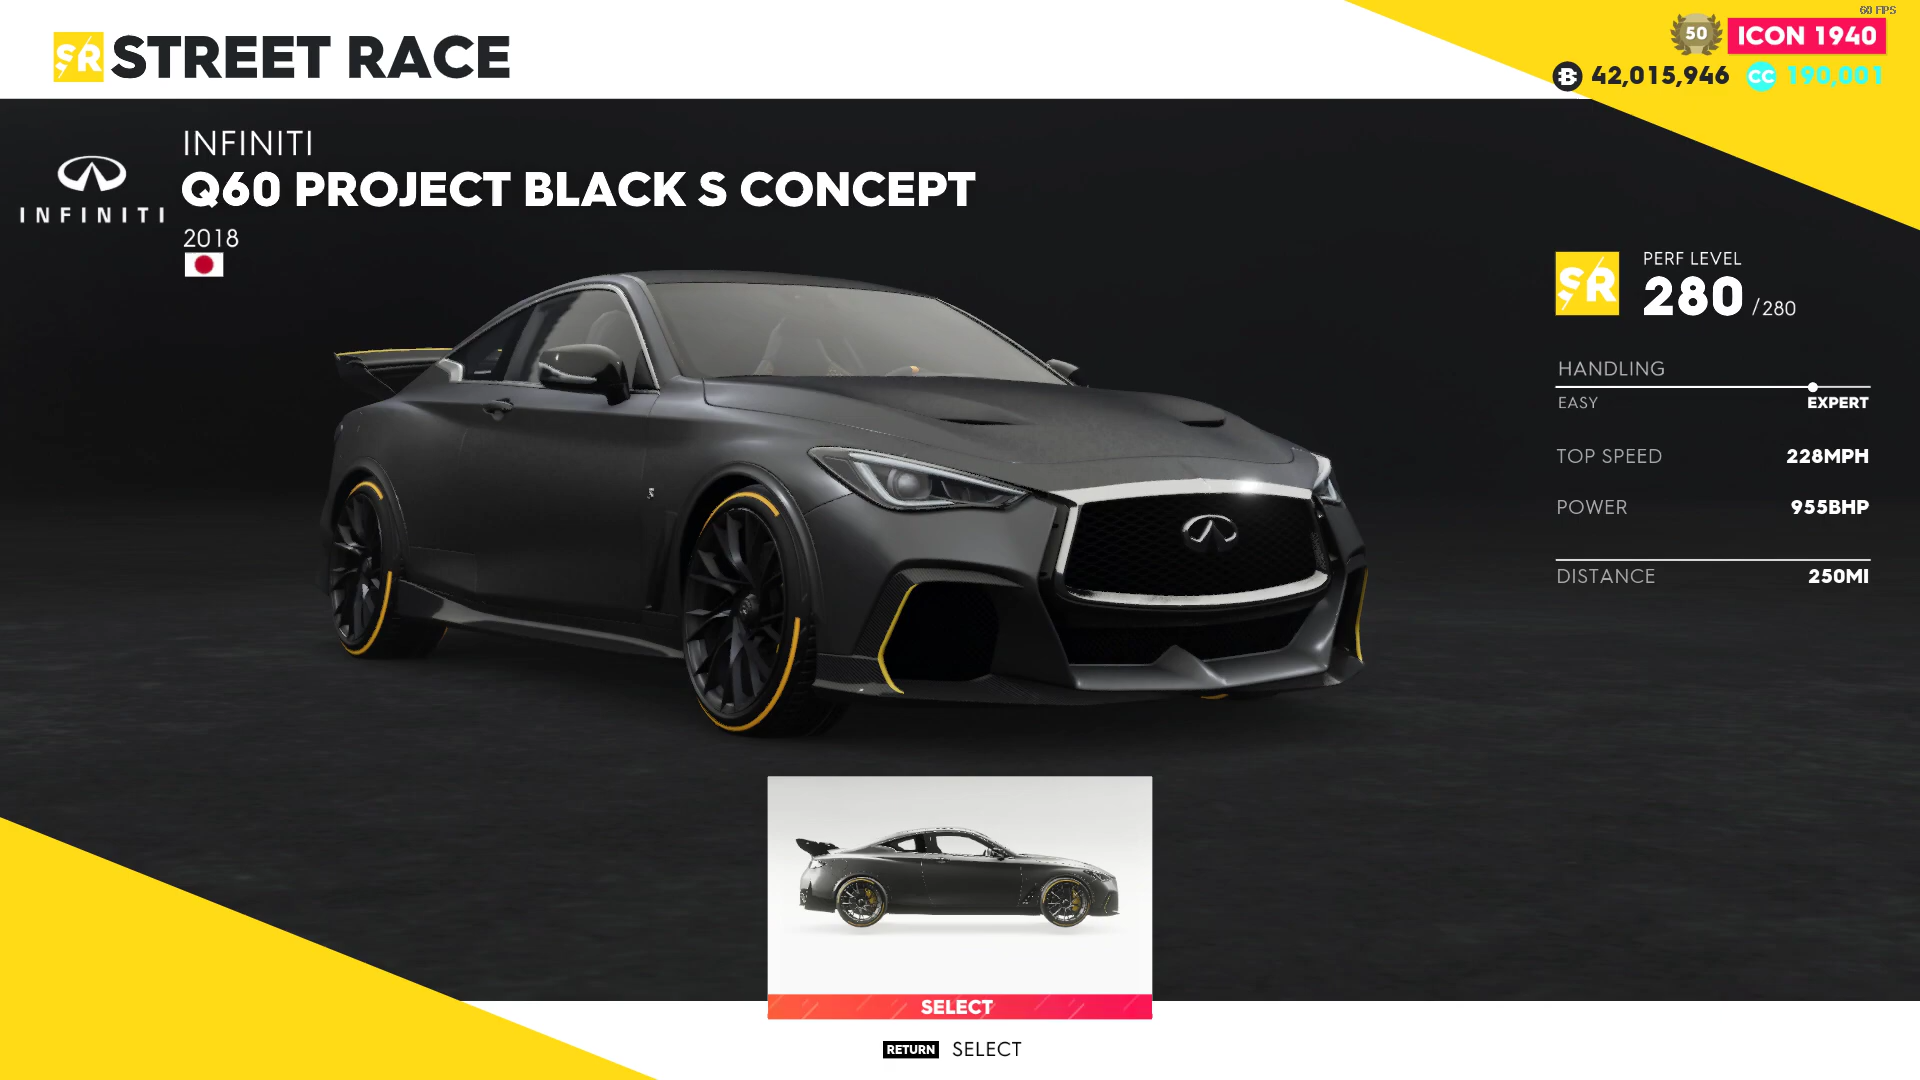 60 FPS
SR STREET RACE
50 ICON 1940
42,015,946 CC 190,001
INFINITI
INFINITI
Q60 PROJECT BLACK S CONCEPT
2018
SR PERF LEVEL
280 /280
HANDLING
EASY EXPERT
TOP SPEED 228MPH
POWER 955BHP
DISTANCE 250MI
SELECT
RETURN SELECT